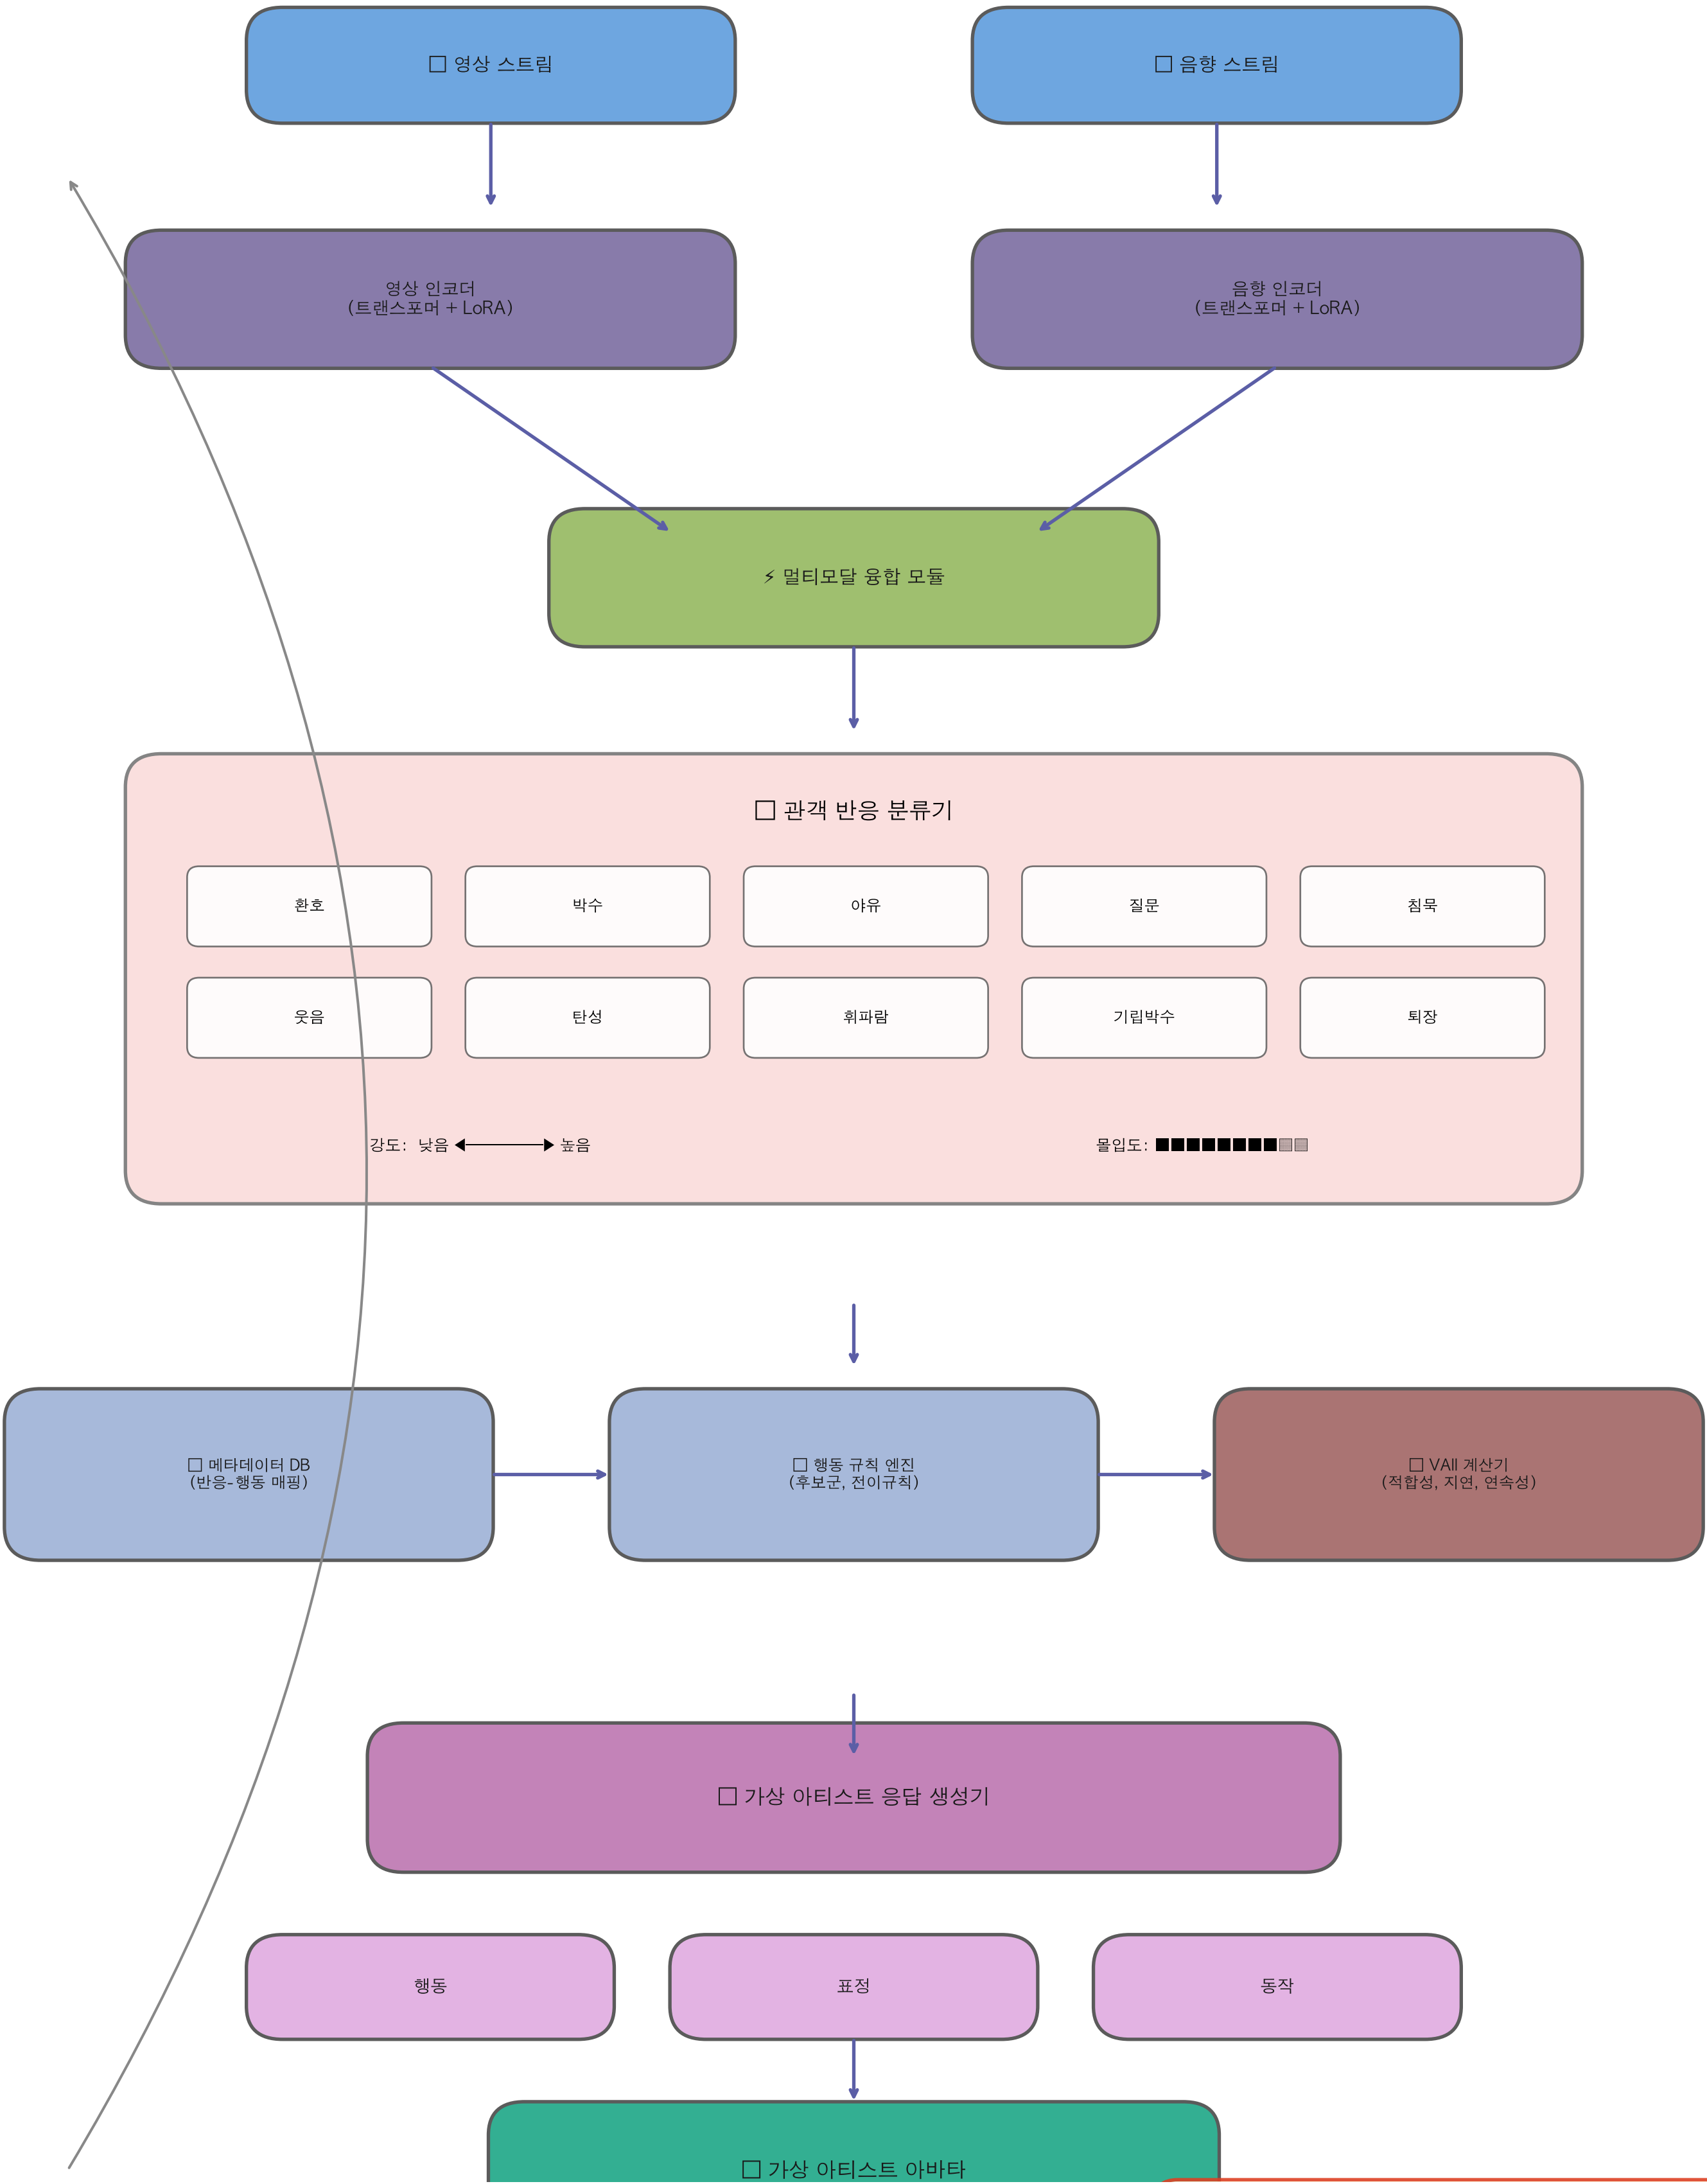 □ 영상 스트림
□ 음향 스트림
영상 인코더
(트랜스포머 + LoRA)
음향 인코더
(트랜스포머 + LoRA)
⚡ 멀티모달 융합 모듈
□ 관객 반응 분류기
환호
박수
야유
질문
침묵
웃음
탄성
휘파람
기립박수
퇴장
강도: 낮음 ◀──────▶ 높음
몰입도: ■■■■■■■■▒▒
□ 메타데이터 DB
(반응-행동 매핑)
□ 행동 규칙 엔진
(후보군, 전이규칙)
□ VAII 계산기
(적합성, 지연, 연속성)
□ 가상 아티스트 응답 생성기
행동
표정
동작
□ 가상 아티스트 아바타